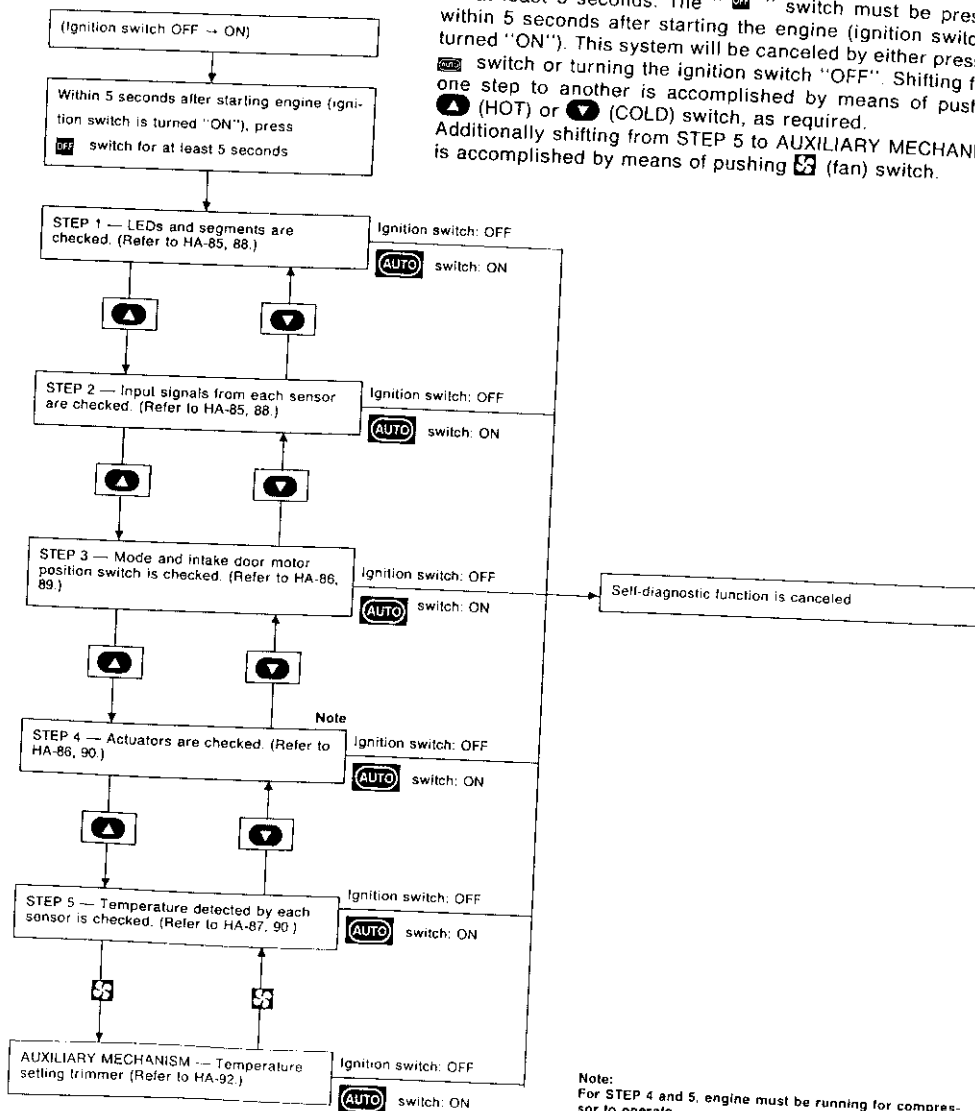 (Ignition switch OFF → ON)
Within 5 seconds after starting engine (igni-
tion switch is turned "ON"), press
OFF switch for at least 5 seconds
at least 5 seconds. The " OFF " switch must be
within 5 seconds after starting the engine (ignition
turned "ON"). This system will be canceled by either
AUTO switch or turning the ignition switch "OFF". Shifting
one step to another is accomplished by means of
▲ (HOT) or ▼ (COLD) switch, as required.
Additionally shifting from STEP 5 to AUXILIARY
is accomplished by means of pushing (fan) switch.
STEP 1 — LEDs and segments are
checked. (Refer to HA-85, 88.)
Ignition switch: OFF
AUTO switch: ON
STEP 2 — Input signals from each sensor
are checked. (Refer to HA-85, 88.)
Ignition switch: OFF
AUTO switch: ON
STEP 3 — Mode and intake door motor
position switch is checked. (Refer to HA-86,
89.)
Ignition switch: OFF
AUTO switch: ON
Self-diagnostic function is canceled
Note
STEP 4 — Actuators are checked. (Refer to
HA-86, 90.)
Ignition switch: OFF
AUTO switch: ON
STEP 5 — Temperature detected by each
sensor is checked. (Refer to HA-87, 90.)
Ignition switch: OFF
AUTO switch: ON
AUXILIARY MECHANISM — Temperature
setting trimmer (Refer to HA-92.)
Ignition switch: OFF
AUTO switch: ON
Note:
For STEP 4 and 5, engine must be running for compres-
sor to operate